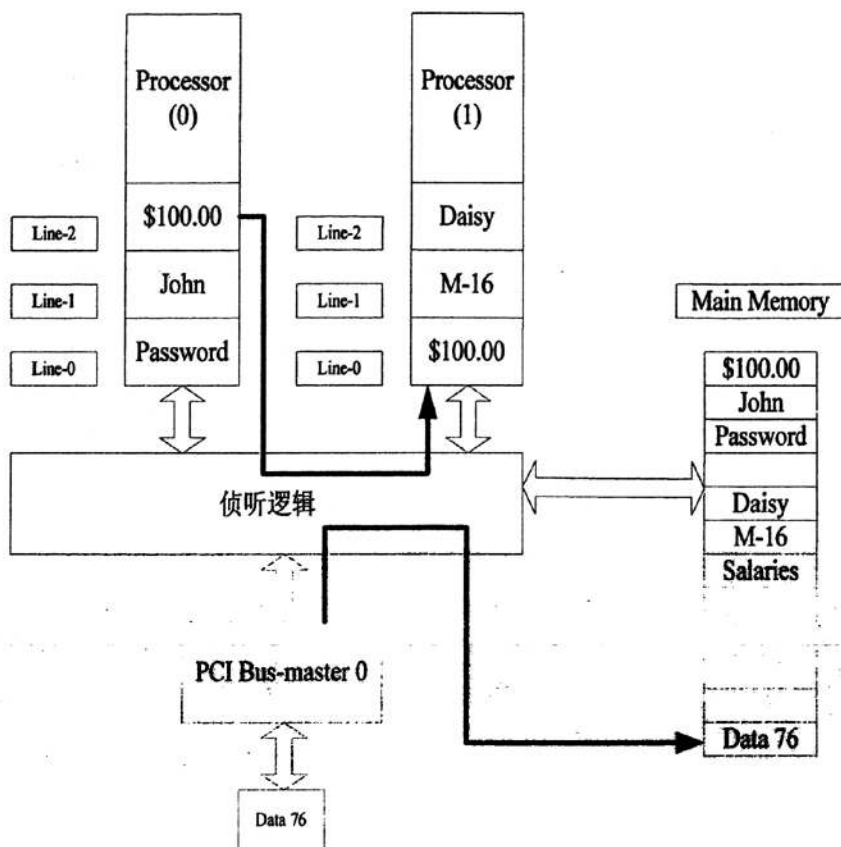 Processor
(0)
Processor
(1)
Line-2
$100.00
Line-2
Daisy
Line-1
John
Line-1
M-16
Main Memory
Line-0
Password
Line-0
$100.00
$100.00
John
Password
侦听逻辑
Daisy
M-16
Salaries
PCI Bus-master 0
Data 76
Data 76